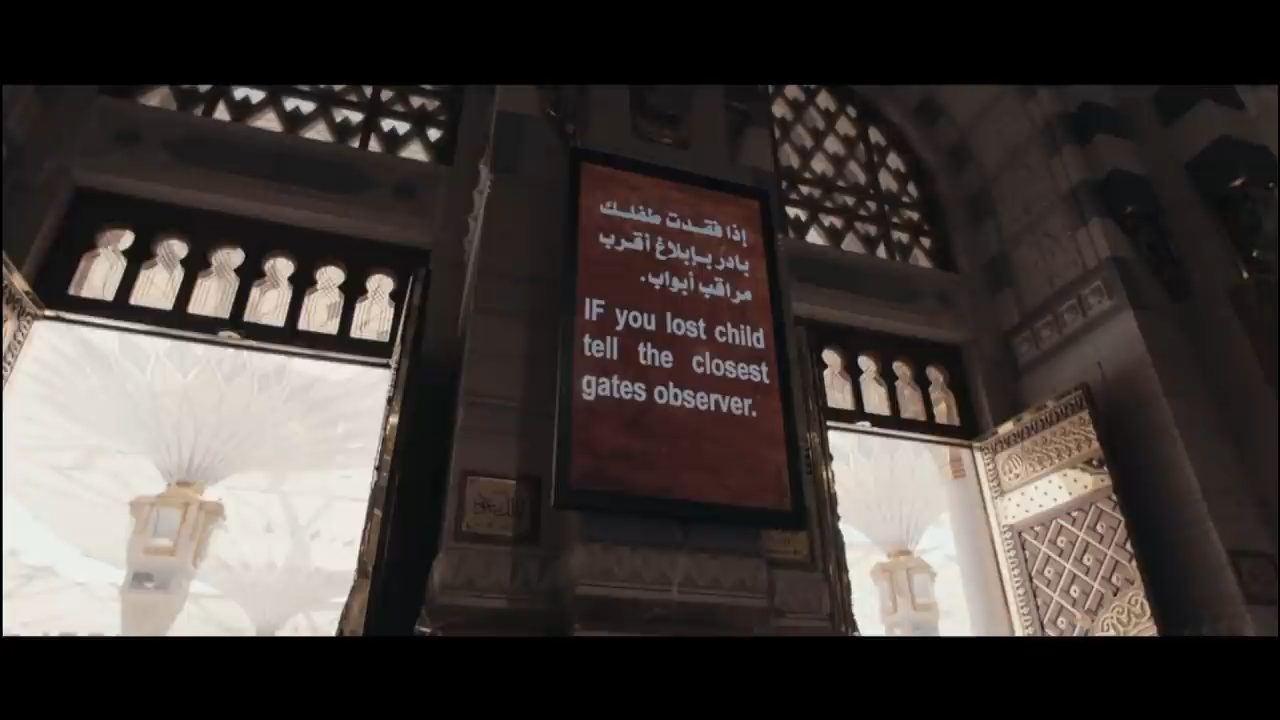 إذا فقدت طفلك
بادر بإبلاغ أقرب
مراقب أبواب.
IF you lost child
tell the closest
gates observer.